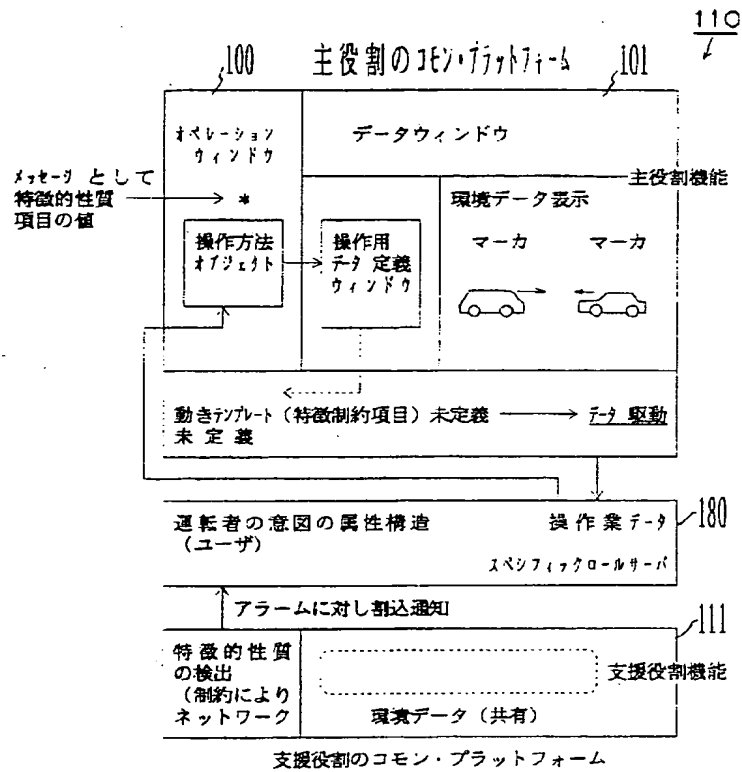 110
100
主役割のコモン・プラットフォーム
101
オペレーション
ウィンドウ
データウィンドウ
メッセージ として
特徴的性質
項目の値
*
主役割機能
環境データ表示
操作方法
オブジェクト
操作用
データ 定義
ウィンドウ
マーカ
マーカ
動きテンプレート (特徴制約項目) 未定義
未 定 義
データ 駆動
運転者の意図の属性構造
(ユーザ)
操作業データ
180
スペシフィックロールサーバ
アラームに対し割込通知
111
特徴的性質
の検出
(制約により
ネットワーク
支援役割機能
環境データ (共有)
支援役割のコモン・プラットフォーム